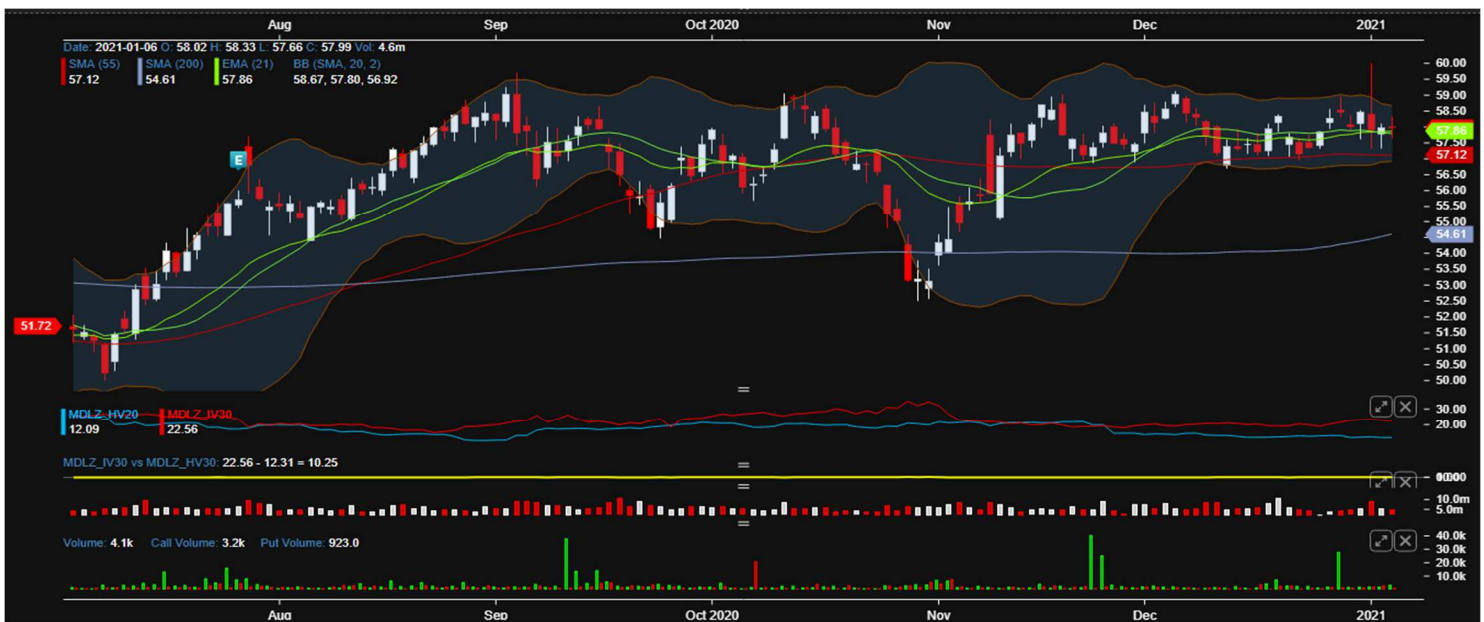 Aug Sep Oct 2020 Nov Dec 2021
Date: 2021-01-06 O: 58.02 H: 58.33 L: 57.66 C: 57.99 Vol: 4.6m
SMA (55) SMA (200) EMA (21) BB (SMA, 20, 2)
57.12 54.61 57.86 58.67, 57.80, 56.92
60.00
59.50
59.00
58.50
57.86
57.50
57.12
56.50
56.00
55.50
55.00
54.61
54.00
53.50
53.00
52.50
52.00
51.50
51.00
50.50
50.00
E
51.72
MDLZ_HV20 MDLZ_IV30
12.09 22.56
30.00
20.00
MDLZ_IV30 vs MDLZ_HV30: 22.56 - 12.31 = 10.25
10.0m
5.0m
Volume: 4.1k Call Volume: 3.2k Put Volume: 923.0
40.0k
30.0k
20.0k
10.0k
Aug Sep Oct 2020 Nov Dec 2021